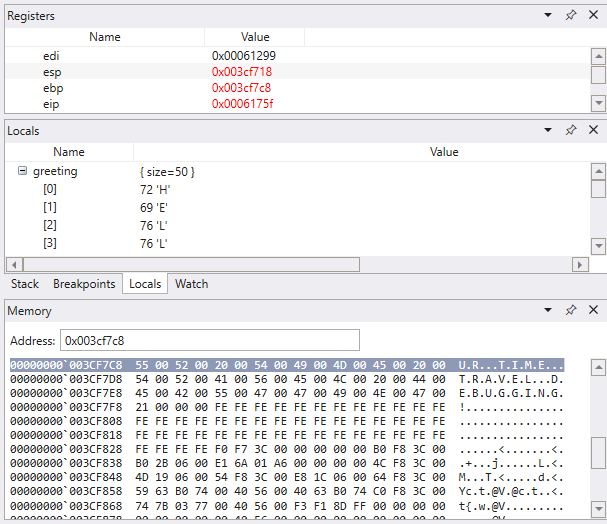 Registers
Name Value
edi 0x00061299
esp 0x003cf718
ebp 0x003cf7c8
eip 0x0006175f
Locals
Name Value
greeting { size=50 }
[0] 72 'H'
[1] 69 'E'
[2] 76 'L'
[3] 76 'L'
Stack Breakpoints Locals Watch
Memory
Address: 0x003cf7c8
00000000`003CF7C8 55 00 52 00 20 00 54 00 49 00 4D 00 45 00 20 00 U.R...T.I.M.E...
00000000`003CF7D8 54 00 52 00 41 00 56 00 45 00 4C 00 20 00 44 00 T.R.A.V.E.L...D.
00000000`003CF7E8 45 00 42 00 55 00 47 00 47 00 49 00 4E 00 47 00 E.B.U.G.G.I.N.G.
00000000`003CF7F8 21 00 00 00 FE FE FE FE FE FE FE FE FE FE FE FE !...............
00000000`003CF808 FE FE FE FE FE FE FE FE FE FE FE FE FE FE FE FE ................
00000000`003CF818 FE FE FE FE FE FE FE FE FE FE FE FE FE FE FE FE ................
00000000`003CF828 FE FE FE FE F0 F7 3C 00 00 00 00 00 B0 F8 3C 00 ......<.......<.
00000000`003CF838 B0 2B 06 00 E1 6A 01 A6 00 00 00 00 4C F8 3C 00 .+...j......L.<.
00000000`003CF848 4D 19 06 00 54 F8 3C 00 E8 1C 06 00 64 F8 3C 00 M...T.<.....d.<.
00000000`003CF858 59 63 B0 74 00 40 56 00 40 63 B0 74 C0 F8 3C 00 Yc.t.@V.@c.t..<.
00000000`003CF868 74 7B 03 77 00 40 56 00 F3 F1 8D FF 00 00 00 00 t{.w.@V.........